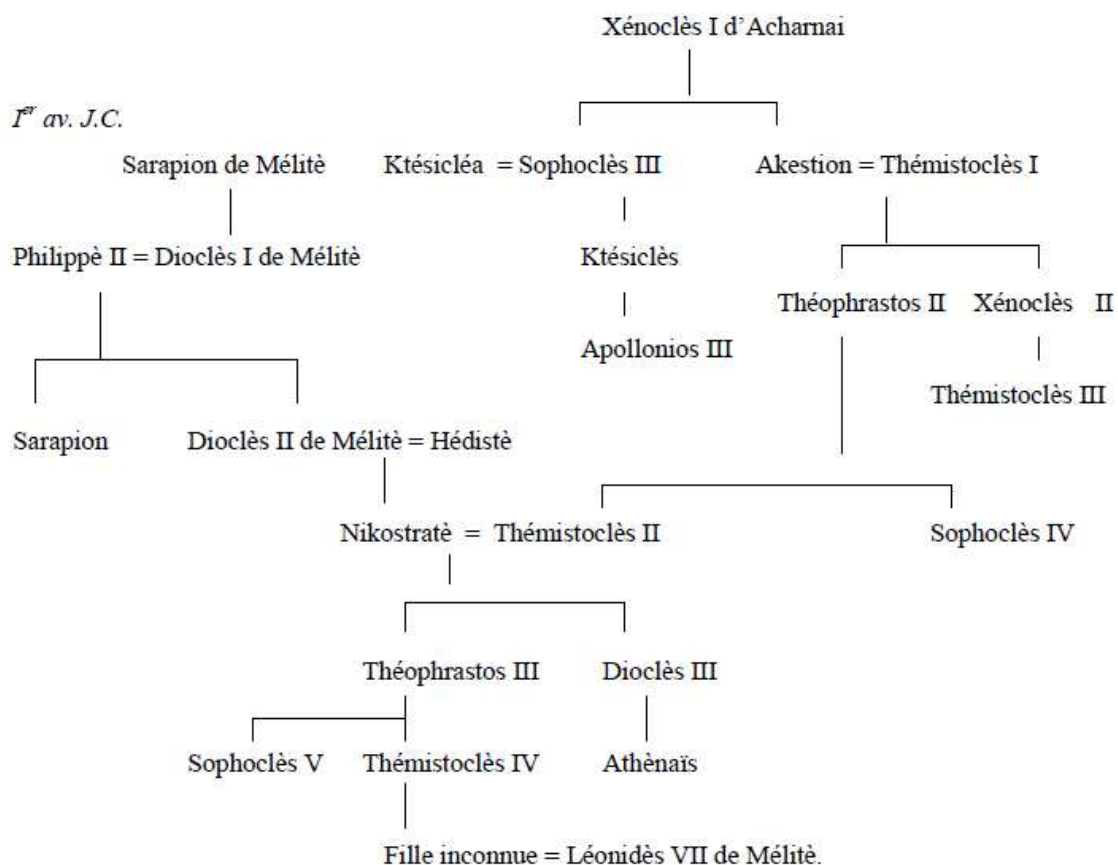 Xénoclès I d’Acharnai
Iᵉʳ av. J.C.
Sarapion de Mélitè Ktésicléa = Sophoclès III Akestion = Thémistoclès I
Philippè II = Dioclès I de Mélitè Ktésiclès
Théophrastos II Xénoclès II
Apollonios III
Thémistoclès III
Sarapion Dioclès II de Mélitè = Hédistè
Nikostratè = Thémistoclès II Sophoclès IV
Théophrastos III Dioclès III
Sophoclès V Thémistoclès IV Athènaïs
Fille inconnue = Léonidès VII de Mélitè.